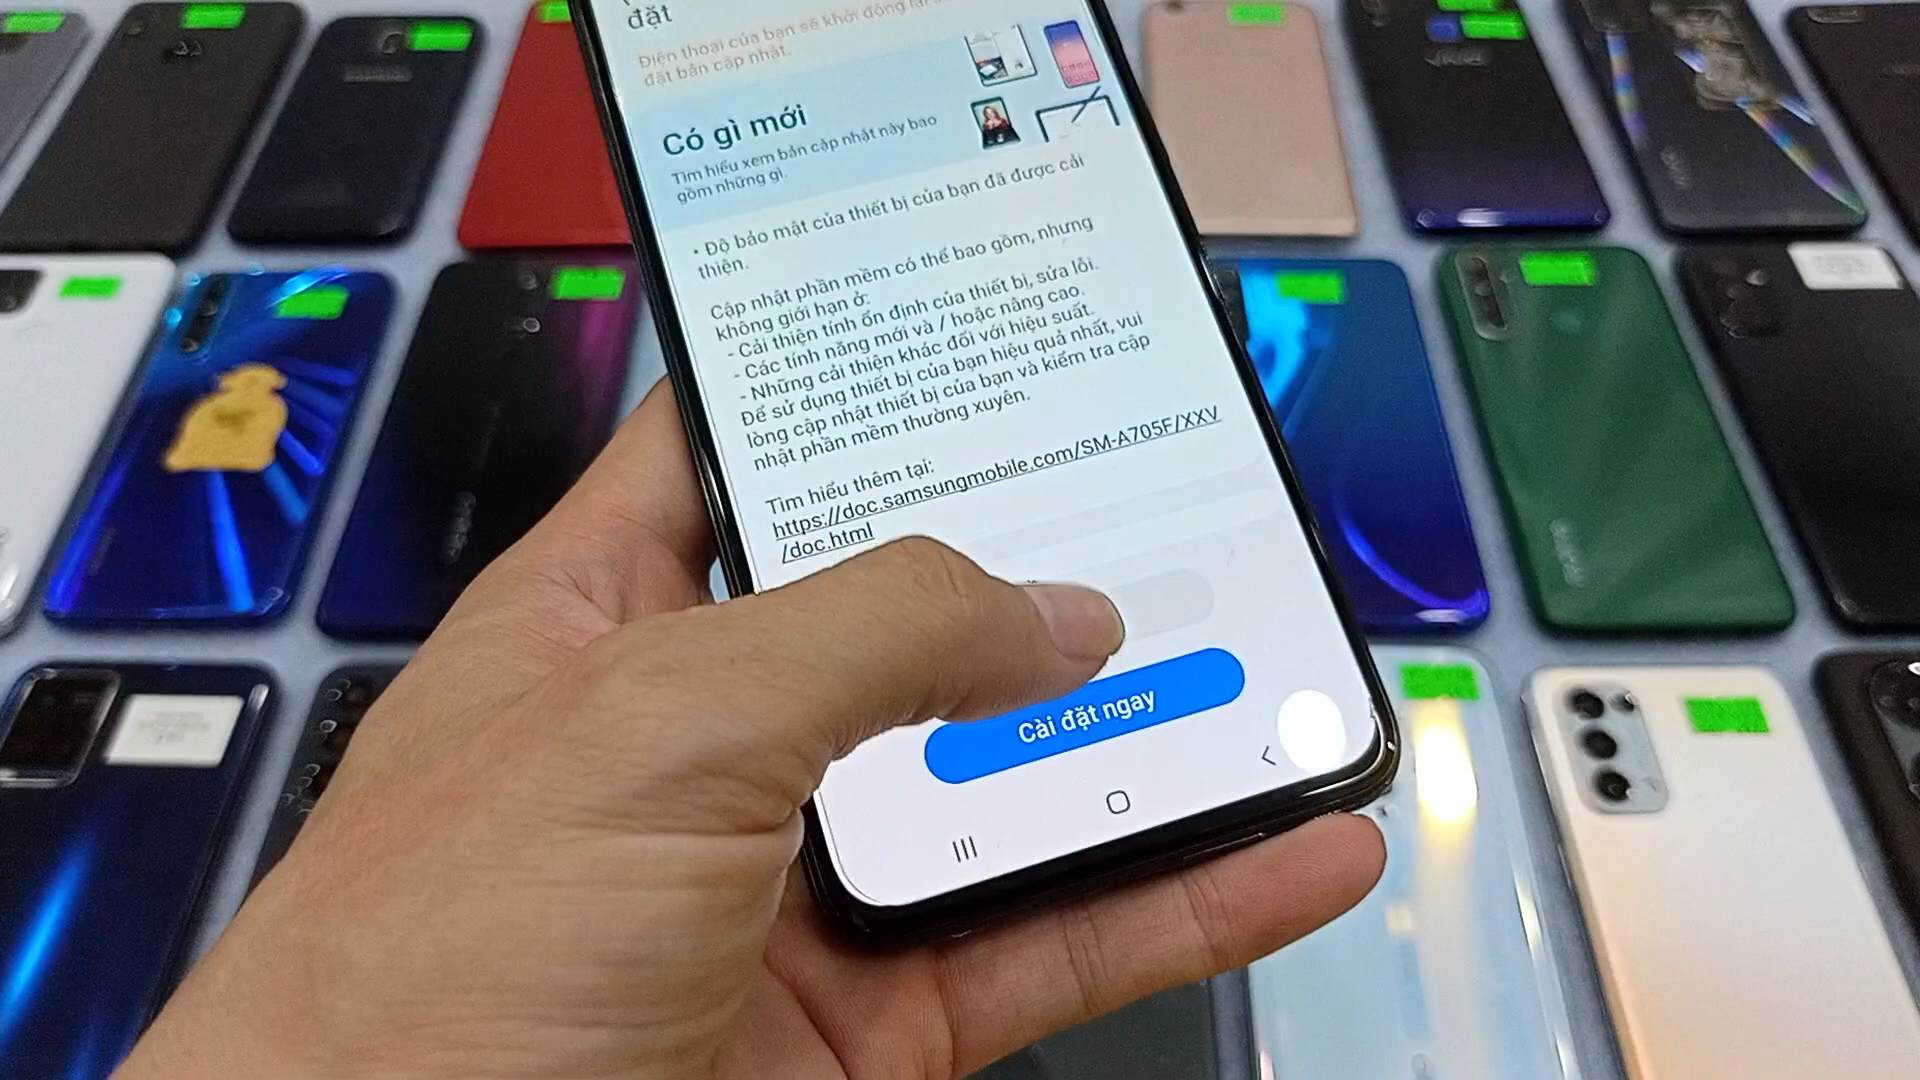 đặt
Điện thoại của bạn sẽ khởi động lại
đặt bản cập nhật.
Có gì mới
Tìm hiểu xem bản cập nhật này bao
gồm những gì.
• Độ bảo mật của thiết bị của bạn đã được cải
thiện.
Cập nhật phần mềm có thể bao gồm, nhưng
không giới hạn ở:
- Cải thiện tính ổn định của thiết bị, sửa lỗi.
- Các tính năng mới và / hoặc nâng cao.
- Những cải thiện khác đối với hiệu suất.
Để sử dụng thiết bị của bạn hiệu quả nhất, vui
lòng cập nhật thiết bị của bạn và kiểm tra cập
nhật phần mềm thường xuyên.
Tìm hiểu thêm tại:
https://doc.samsungmobile.com/SM-A705F/XXV
/doc.html
Cài đặt ngay